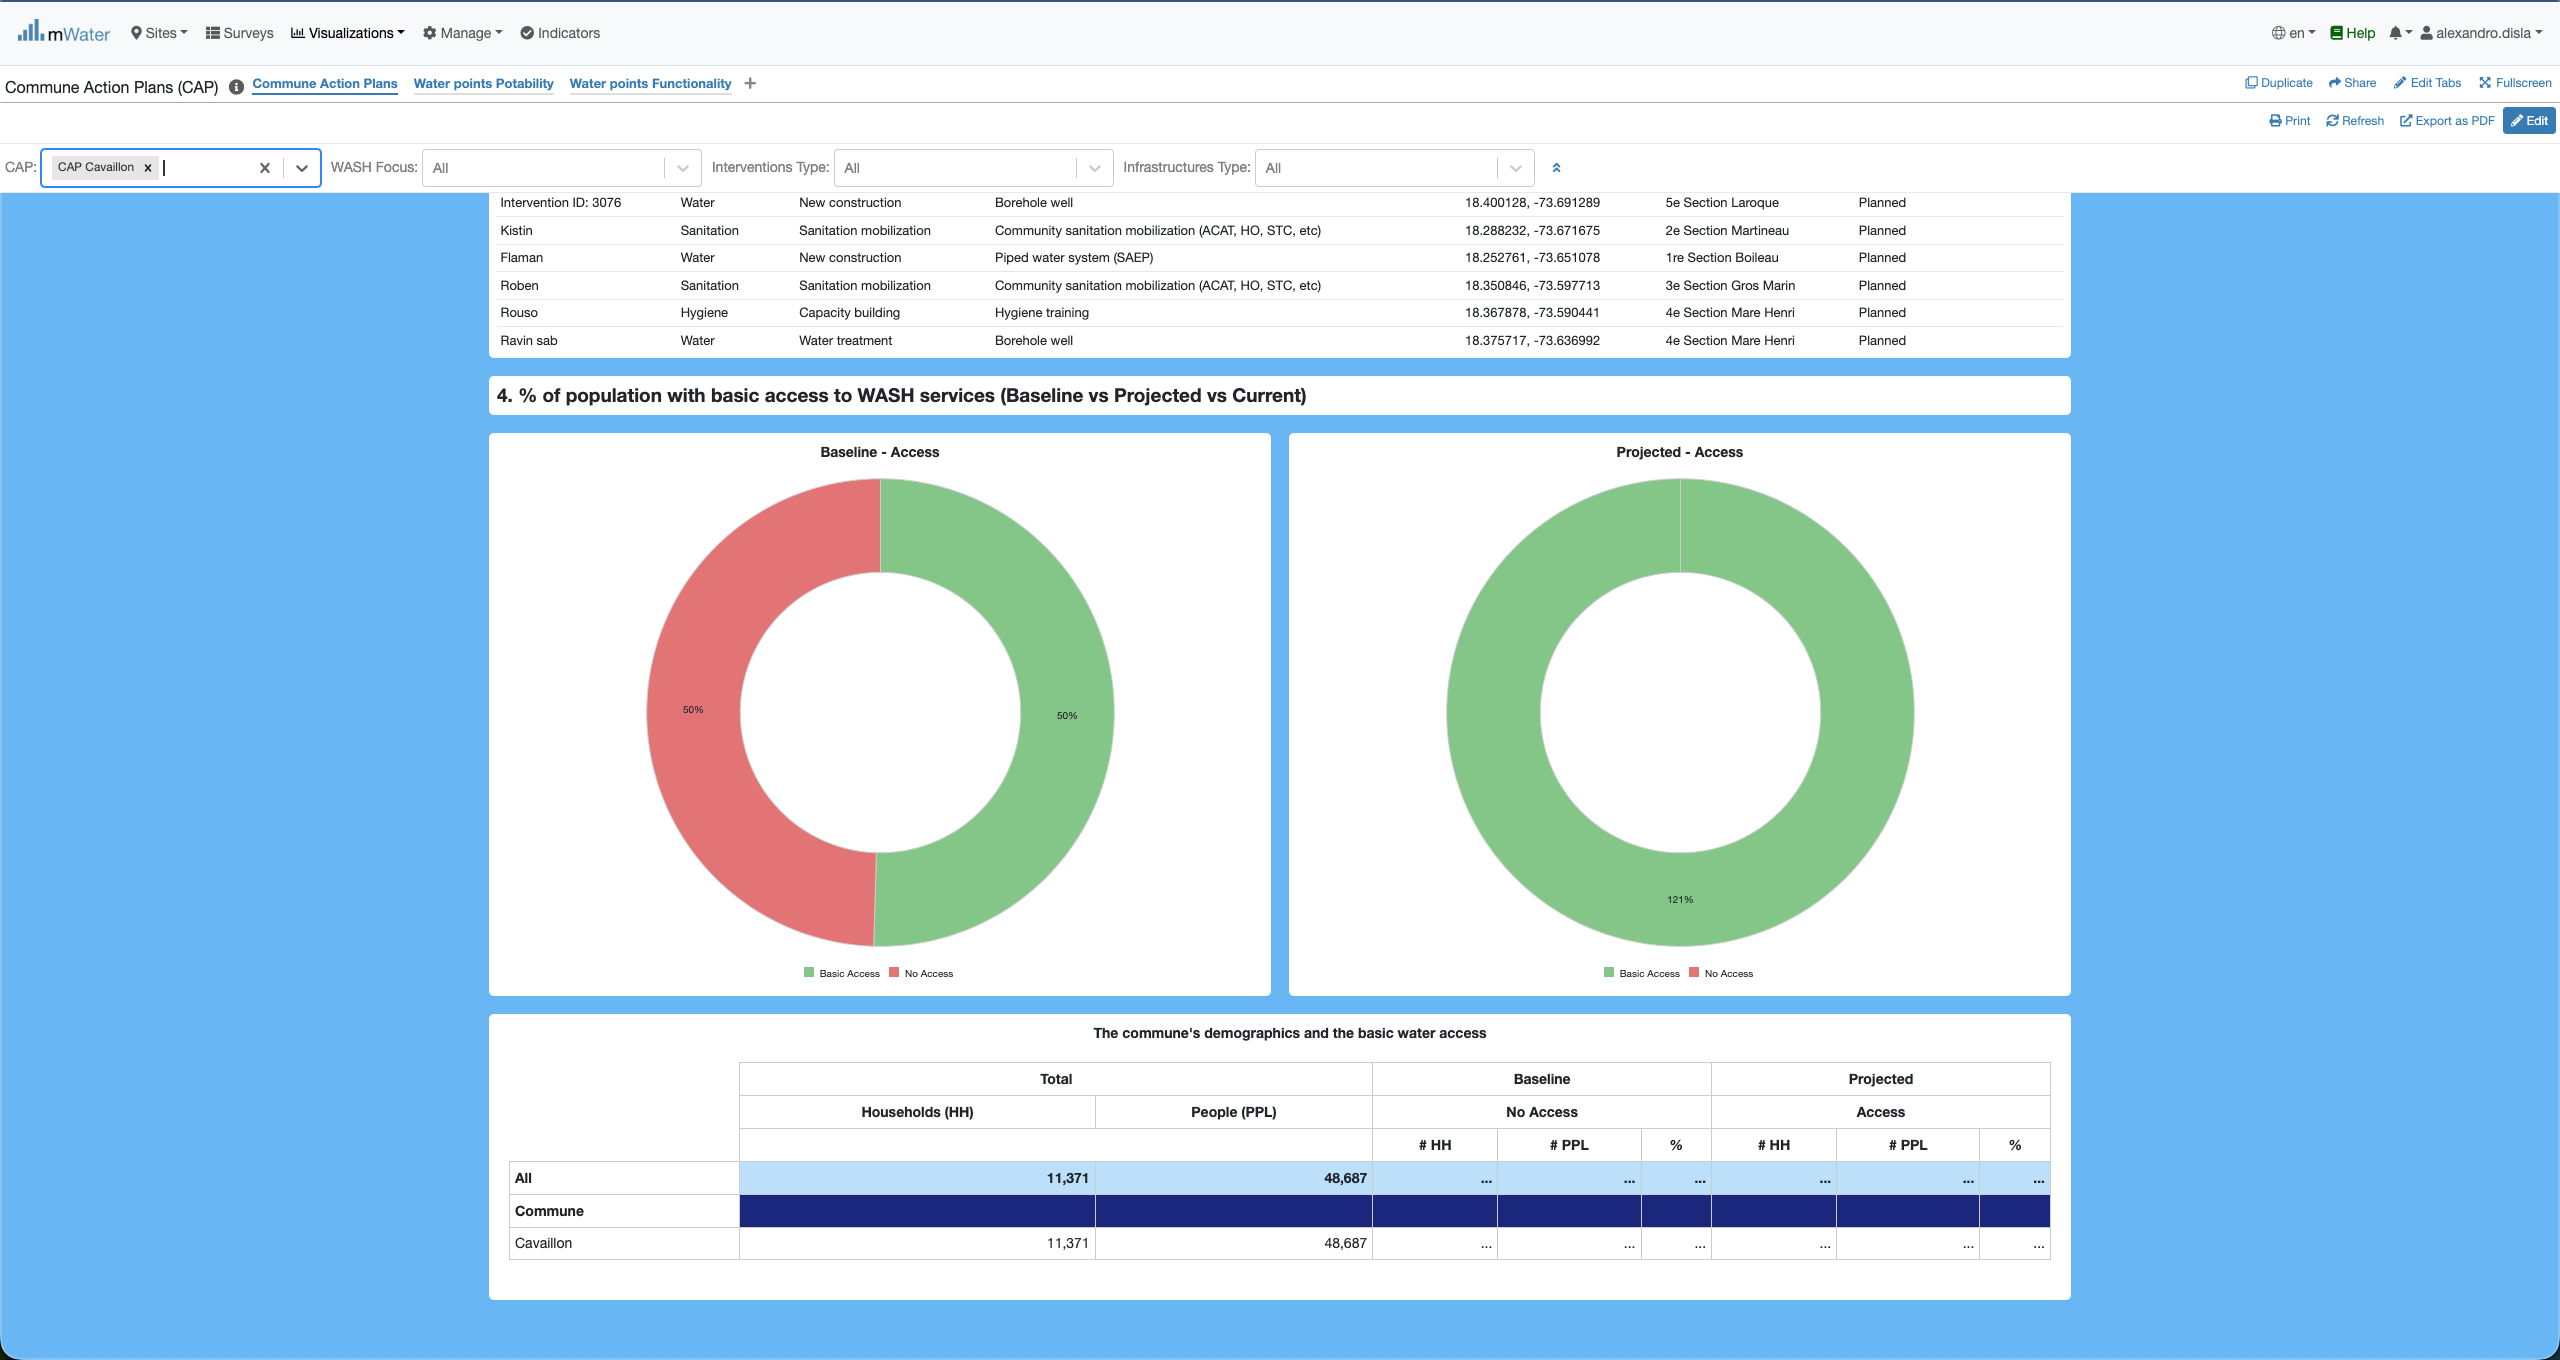 mWater Sites Surveys Visualizations Manage Indicators en Help alexandro.disla
Commune Action Plans (CAP) Commune Action Plans Water points Potability Water points Functionality + Duplicate Share Edit Tabs Fullscreen
Print Refresh Export as PDF Edit
CAP: CAP Cavaillon x WASH Focus: All Interventions Type: All Infrastructures Type: All
Intervention ID: 3076 Water New construction Borehole well 18.400128, -73.691289 5e Section Laroque Planned
Kistin Sanitation Sanitation mobilization Community sanitation mobilization (ACAT, HO, STC, etc) 18.288232, -73.671675 2e Section Martineau Planned
Flaman Water New construction Piped water system (SAEP) 18.252761, -73.651078 1re Section Boileau Planned
Roben Sanitation Sanitation mobilization Community sanitation mobilization (ACAT, HO, STC, etc) 18.350846, -73.597713 3e Section Gros Marin Planned
Rouso Hygiene Capacity building Hygiene training 18.367878, -73.590441 4e Section Mare Henri Planned
Ravin sab Water Water treatment Borehole well 18.375717, -73.636992 4e Section Mare Henri Planned
4. % of population with basic access to WASH services (Baseline vs Projected vs Current)
Baseline - Access
50%
50%
Basic Access No Access
Projected - Access
121%
Basic Access No Access
The commune's demographics and the basic water access
Total Baseline Projected
Households (HH) People (PPL) No Access Access
# HH # PPL % # HH # PPL %
All 11,371 48,687 ... ... ... ... ... ...
Commune
Cavaillon 11,371 48,687 ... ... ... ... ... ...